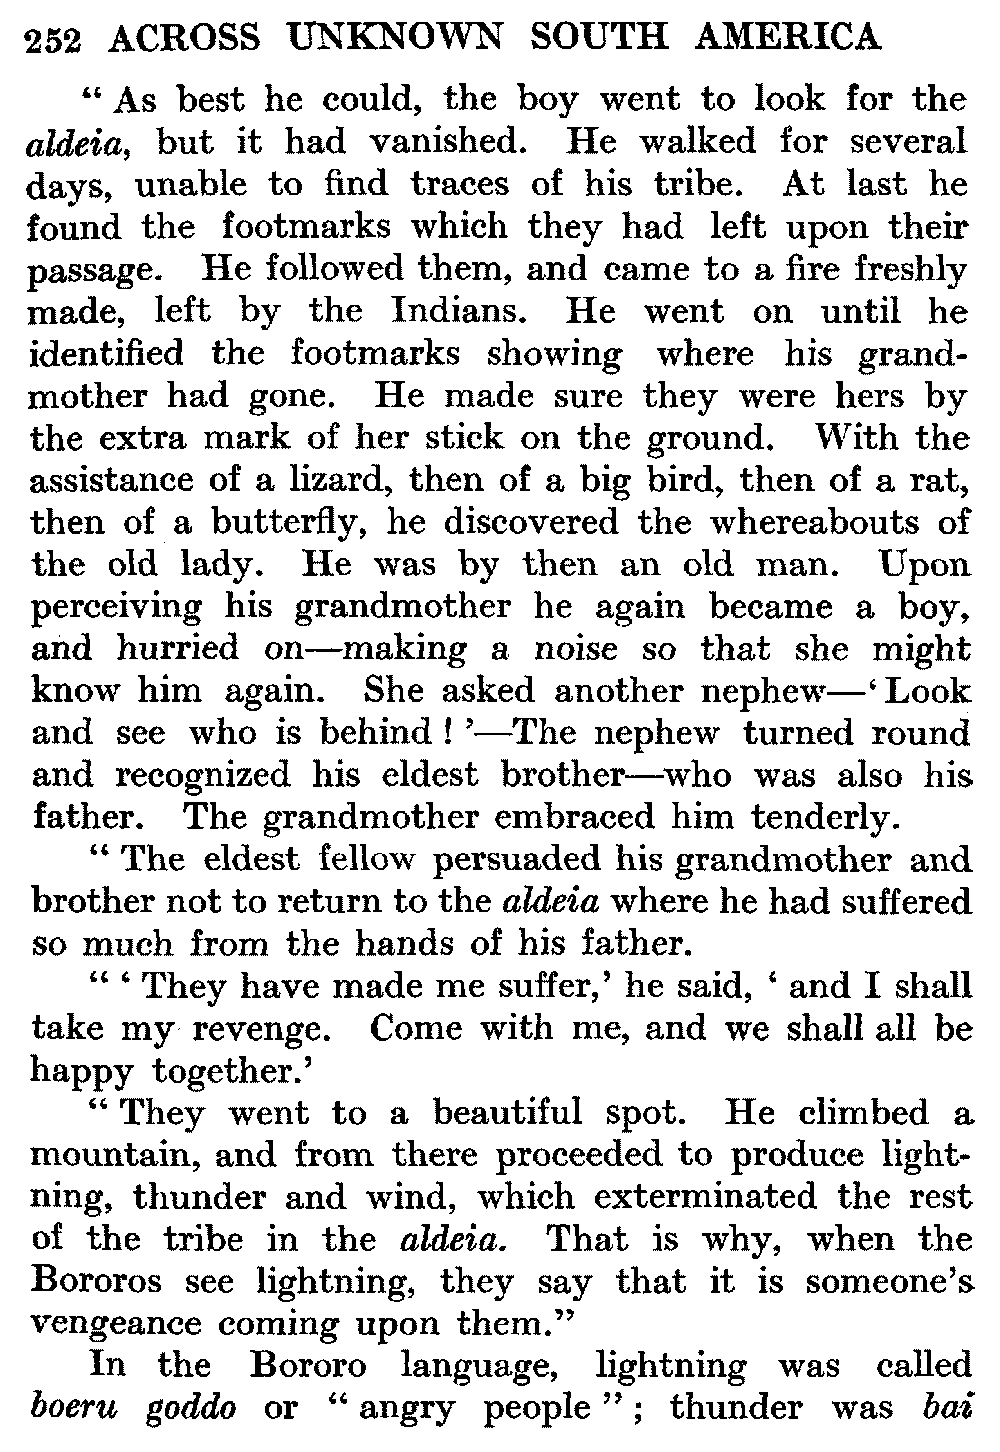 252 ACROSS UNKNOWN SOUTH AMERICA
“ As best he could, the boy went to look for the
aldeia, but it had vanished. He walked for several
days, unable to find traces of his tribe. At last he
found the footmarks which they had left upon their
passage. He followed them, and came to a fire freshly
made, left by the Indians. He went on until he
identified the footmarks showing where his grand-
mother had gone. He made sure they were hers by
the extra mark of her stick on the ground. With the
assistance of a lizard, then of a big bird, then of a rat,
then of a butterfly, he discovered the whereabouts of
the old lady. He was by then an old man. Upon
perceiving his grandmother he again became a boy,
and hurried on—making a noise so that she might
know him again. She asked another nephew—‘ Look
and see who is behind ! ’—The nephew turned round
and recognized his eldest brother—who was also his
father. The grandmother embraced him tenderly.
“ The eldest fellow persuaded his grandmother and
brother not to return to the aldeia where he had suffered
so much from the hands of his father.
“ ‘ They have made me suffer,’ he said, ‘ and I shall
take my revenge. Come with me, and we shall all be
happy together.’
“ They went to a beautiful spot. He climbed a
mountain, and from there proceeded to produce light-
ning, thunder and wind, which exterminated the rest
of the tribe in the aldeia. That is why, when the
Bororos see lightning, they say that it is someone’s
vengeance coming upon them.”
In the Bororo language, lightning was called
boeru goddo or “ angry people ” ; thunder was bai